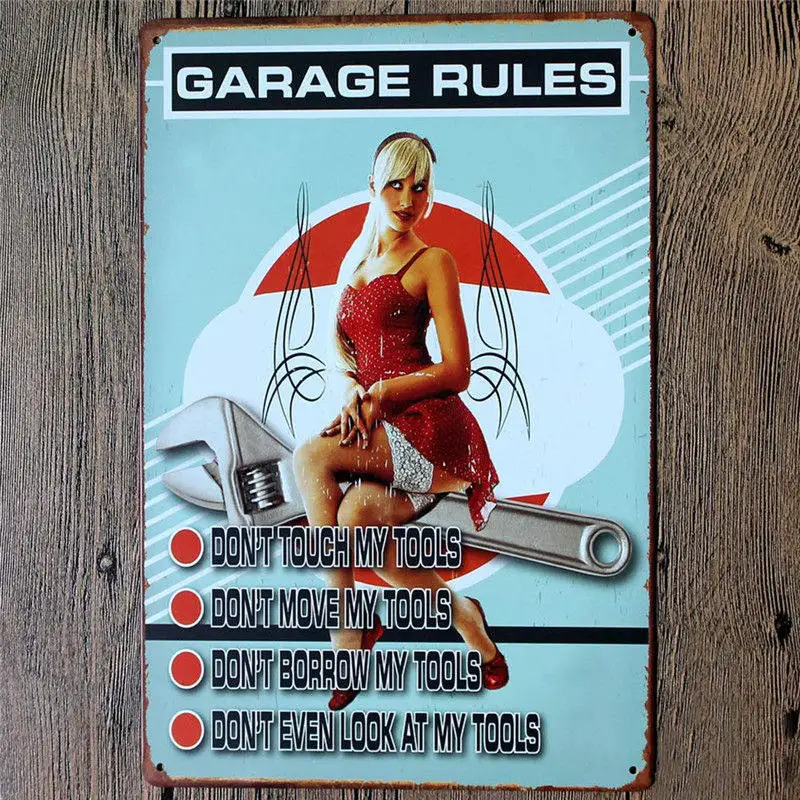 GARAGE RULES
DON'T TOUCH MY TOOLS
DON'T MOVE MY TOOLS
DON'T BORROW MY TOOLS
DON'T EVEN LOOK AT MY TOOLS